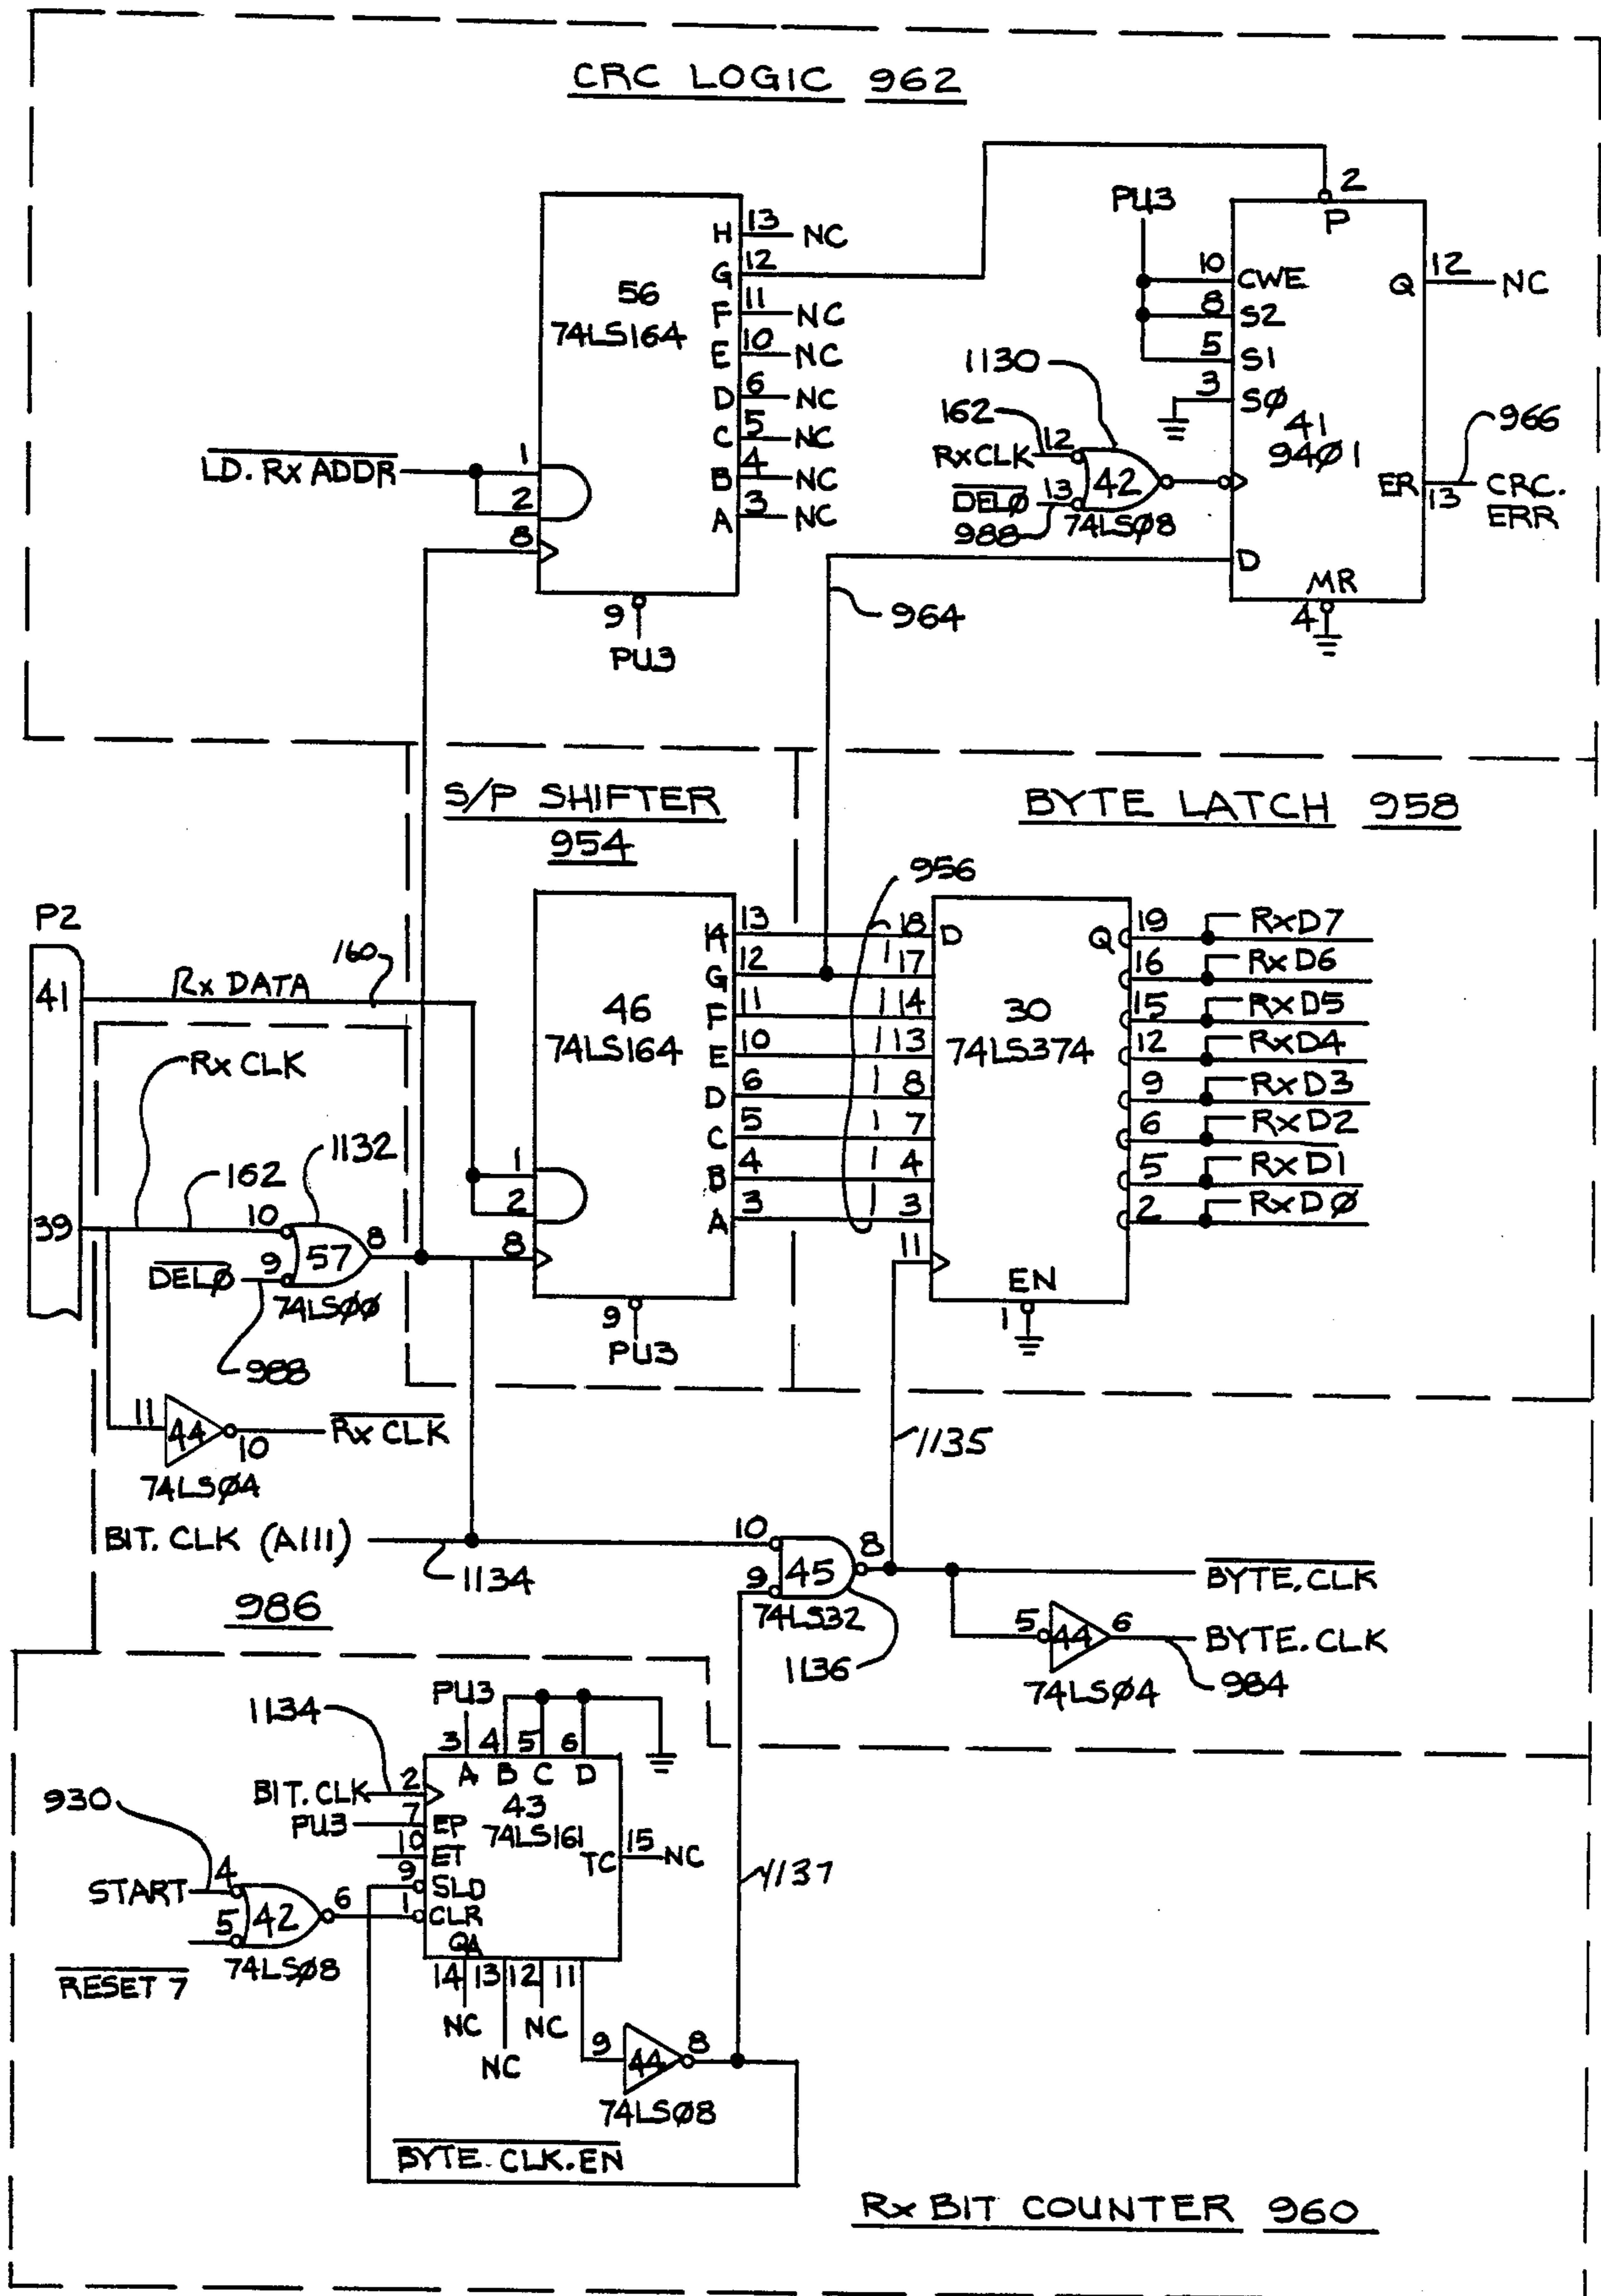 CRC LOGIC 962
2
P
PU3
H 13 NC
G 12
F 11 NC
E 10 NC
D 6 NC
C 5 NC
B 4 NC
A 3 NC
56
74LS164
LD. Rx ADDR
1
2
8
9
PU3
10 CWE
8 S2
5 S1
3 SØ
Q 12 NC
41
94Ø1
ER 13 CRC. ERR
966
1130
162
RxCLK 12
DELØ 13
988
42
74LSØ8
D
MR
4
964
S/P SHIFTER
954
BYTE LATCH 958
956
P2
41
Rx DATA
160
39
Rx CLK
162
1132
10
9
57
8
DELØ
74LSØØ
988
11
44
10
Rx CLK
74LSØ4
46
74LS164
1
2
8
9
PU3
H 13
G 12
F 11
E 10
D 6
C 5
B 4
A 3
18 D
17
14
13
8
7
4
3
11
30
74LS374
EN
1
Q 19 RxD7
16 RxD6
15 RxD5
12 RxD4
9 RxD3
6 RxD2
5 RxD1
2 RxDØ
1135
BIT. CLK (A111)
1134
986
10
9
45
8
74LS32
1136
BYTE.CLK
5
44
6
BYTE.CLK
74LSØ4
984
PU3
3 4 5 6
A B C D
1134
BIT.CLK 2
PU3 7 EP
10 ET
9 SLD
1 CLR
43
74LS161
TC 15 NC
QA
14 13 12 11
NC
NC
NC
930
START 4
5
42
6
RESET 7
74LSØ8
9
44
8
74LSØ8
1137
BYTE.CLK.EN
Rx BIT COUNTER 960